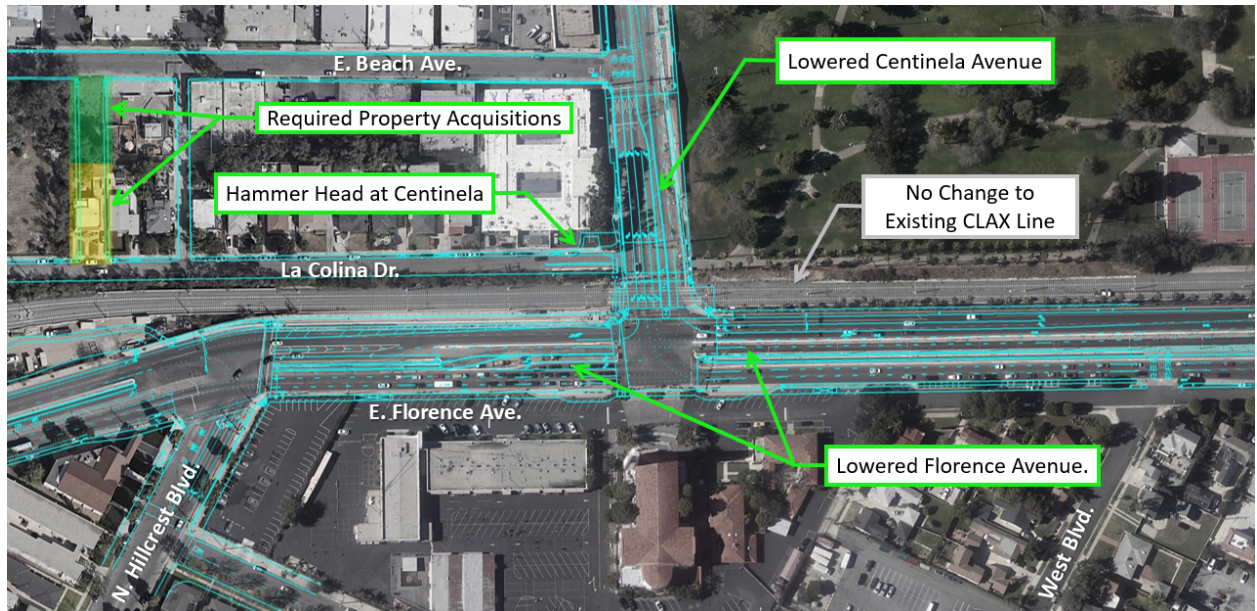 E. Beach Ave.
Lowered Centinela Avenue
Required Property Acquisitions
Hammer Head at Centinela
No Change to
Existing CLAX Line
La Colina Dr.
E. Florence Ave.
Lowered Florence Avenue.
N. Hillcrest Blvd.
West Blvd.